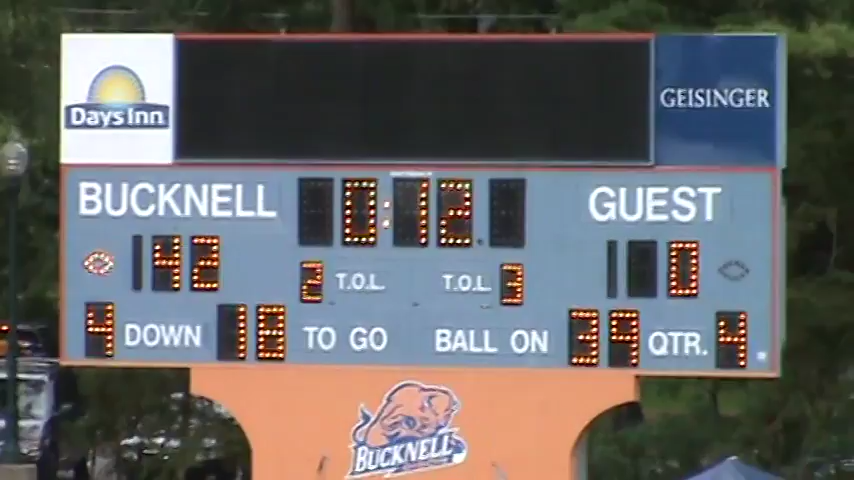 Days Inn
GEISINGER
BUCKNELL 0:12 GUEST
42 2 T.O.L. T.O.L. 3 0
4 DOWN 18 TO GO BALL ON 39 QTR. 4
BUCKNELL